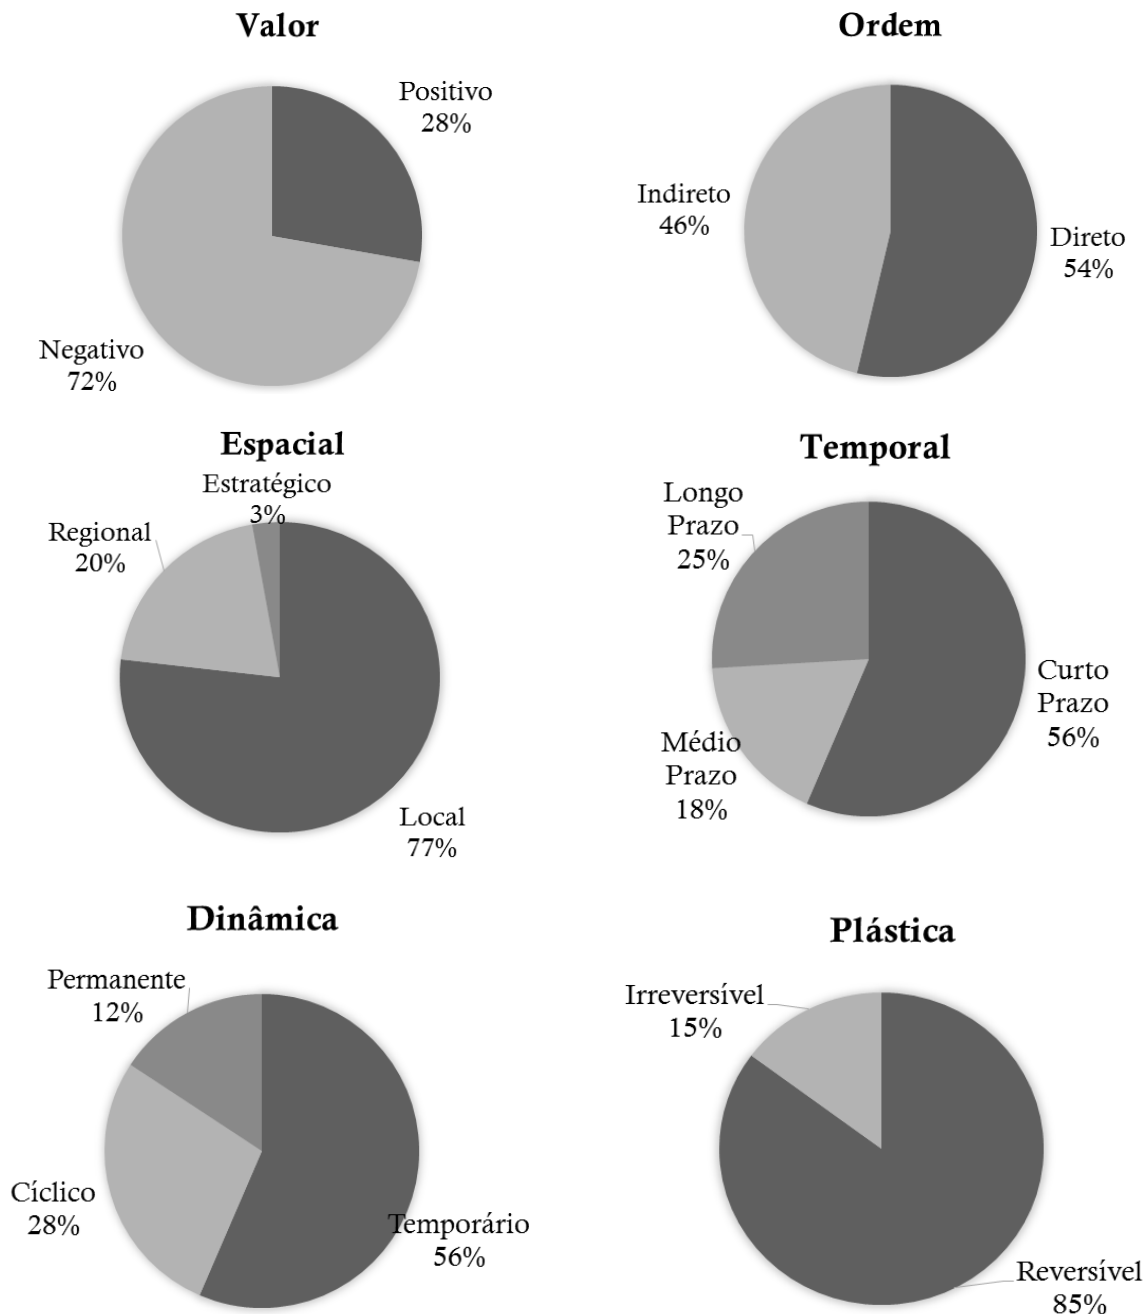 Valor
Positivo
28%
Negativo
72%
Ordem
Indireto
46%
Direto
54%
Espacial
Estratégico
3%
Regional
20%
Local
77%
Temporal
Longo
Prazo
25%
Curto
Prazo
56%
Médio
Prazo
18%
Dinâmica
Permanente
12%
Cíclico
28%
Temporário
56%
Plástica
Irreversível
15%
Reversível
85%